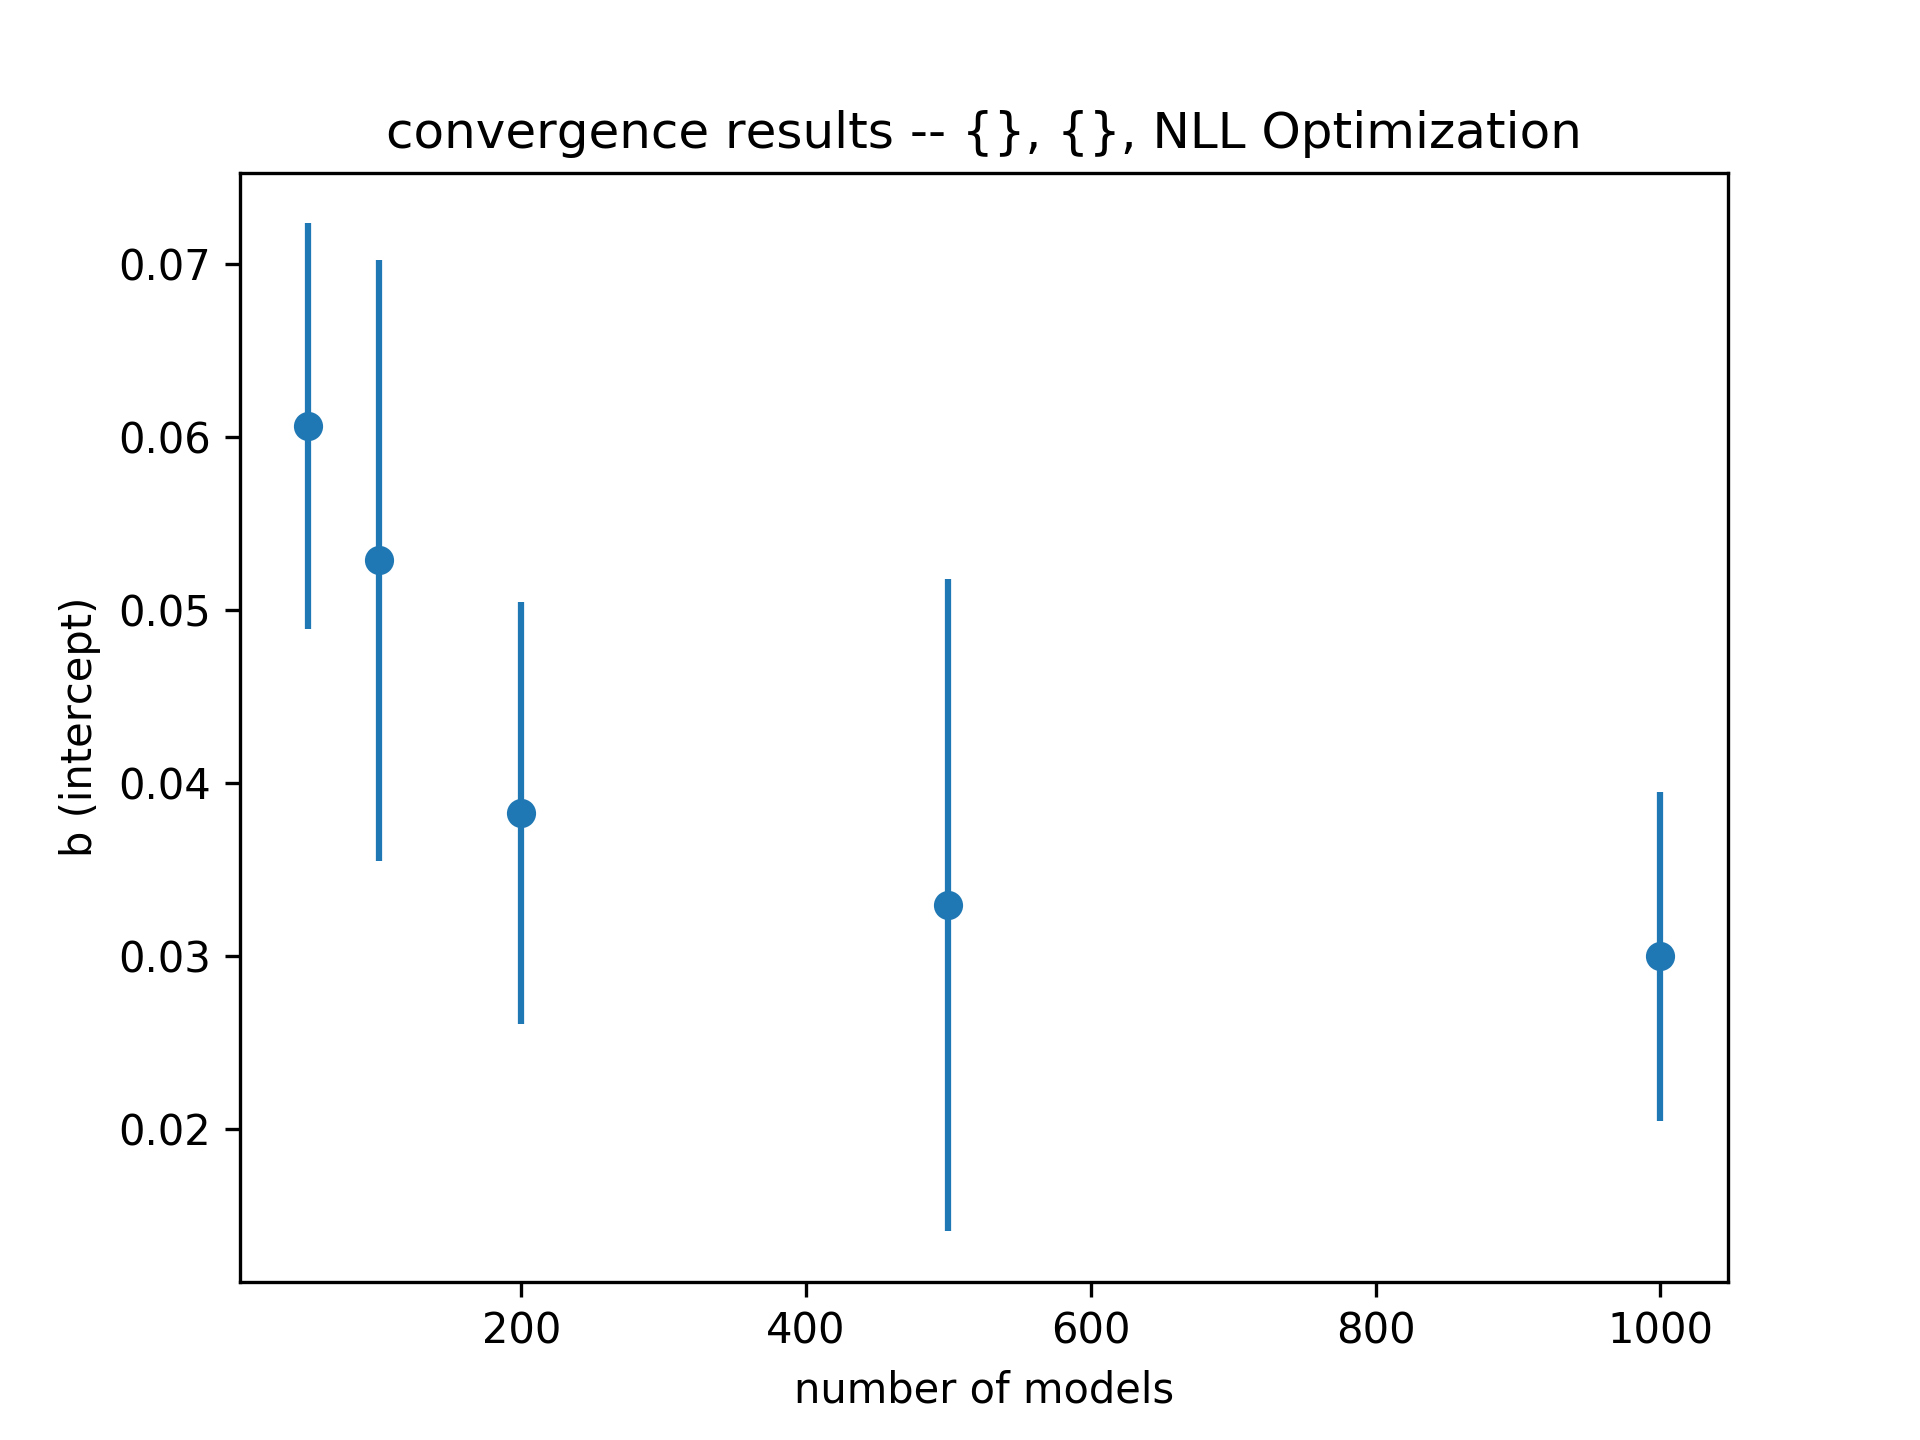 convergence results -- {}, {}, NLL Optimization
0.07
0.06
0.05
0.04
0.03
0.02
b (intercept)
200 400 600 800 1000
number of models